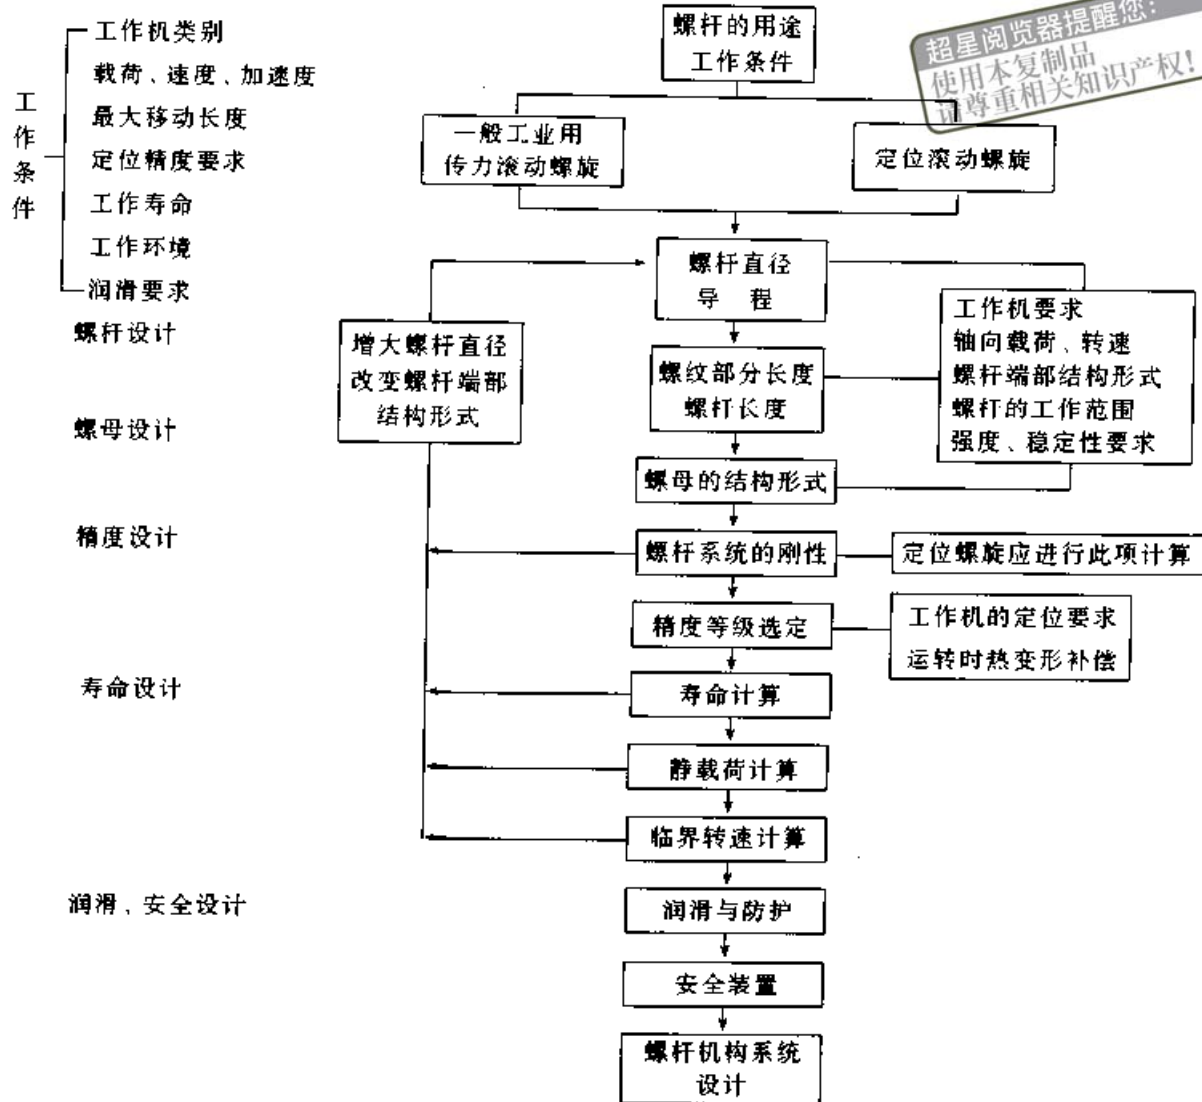 工作条件
工作机类别
载荷、速度、加速度
最大移动长度
定位精度要求
工作寿命
工作环境
润滑要求
螺杆设计
螺母设计
精度设计
寿命设计
润滑、安全设计
螺杆的用途
工作条件
一般工业用
传力滚动螺旋
定位滚动螺旋
螺杆直径
导 程
增大螺杆直径
改变螺杆端部
结构形式
螺纹部分长度
螺杆长度
工作机要求
轴向载荷、转速
螺杆端部结构形式
螺杆的工作范围
强度、稳定性要求
螺母的结构形式
螺杆系统的刚性
定位螺旋应进行此项计算
精度等级选定
工作机的定位要求
运转时热变形补偿
寿命计算
静载荷计算
临界转速计算
润滑与防护
安全装置
螺杆机构系统
设计
超星阅览器提醒您:
使用本复制品
请尊重相关知识产权!